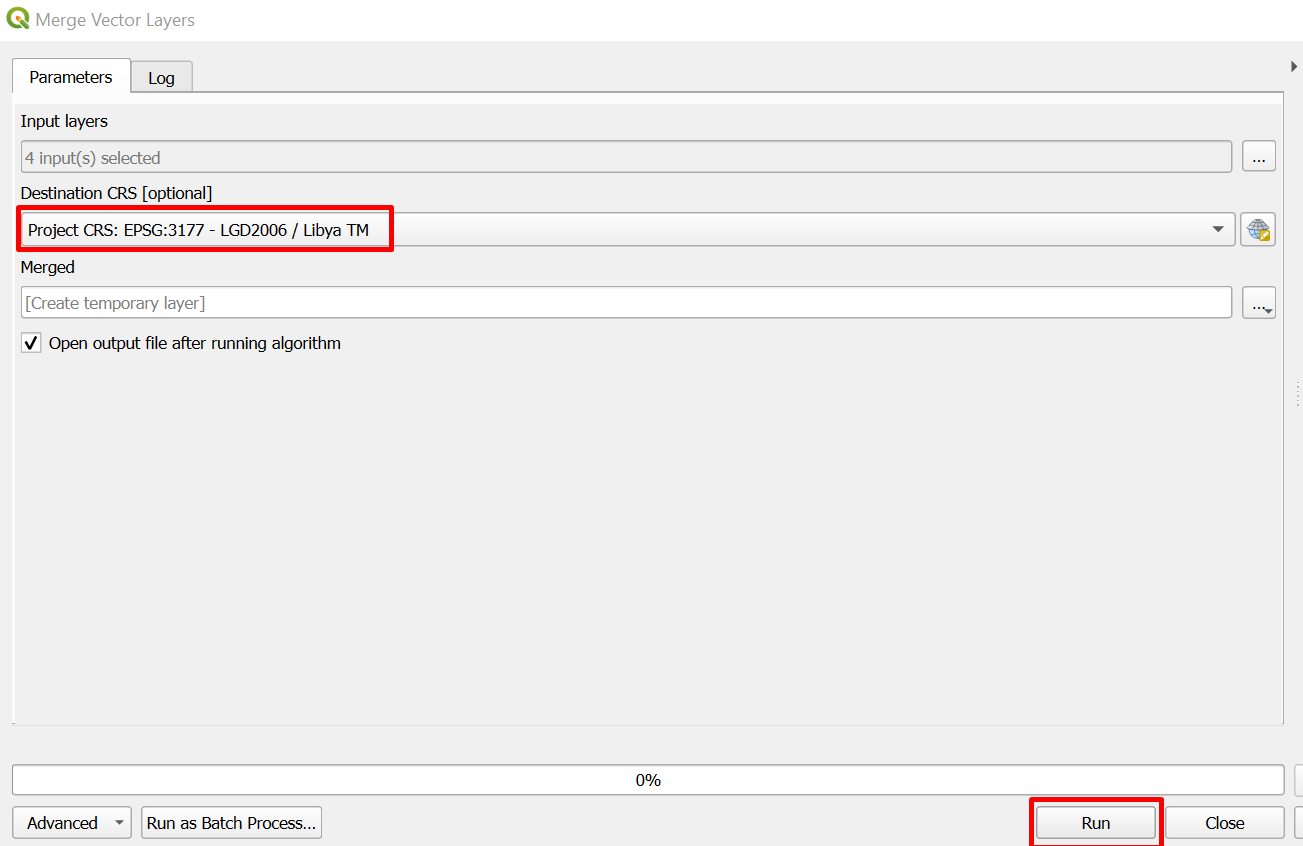 Merge Vector Layers
Parameters
Log
Input layers
4 input(s) selected
...
Destination CRS [optional]
Project CRS: EPSG:3177 - LGD2006 / Libya TM
Merged
[Create temporary layer]
...
Open output file after running algorithm
0%
Advanced
Run as Batch Process...
Run
Close